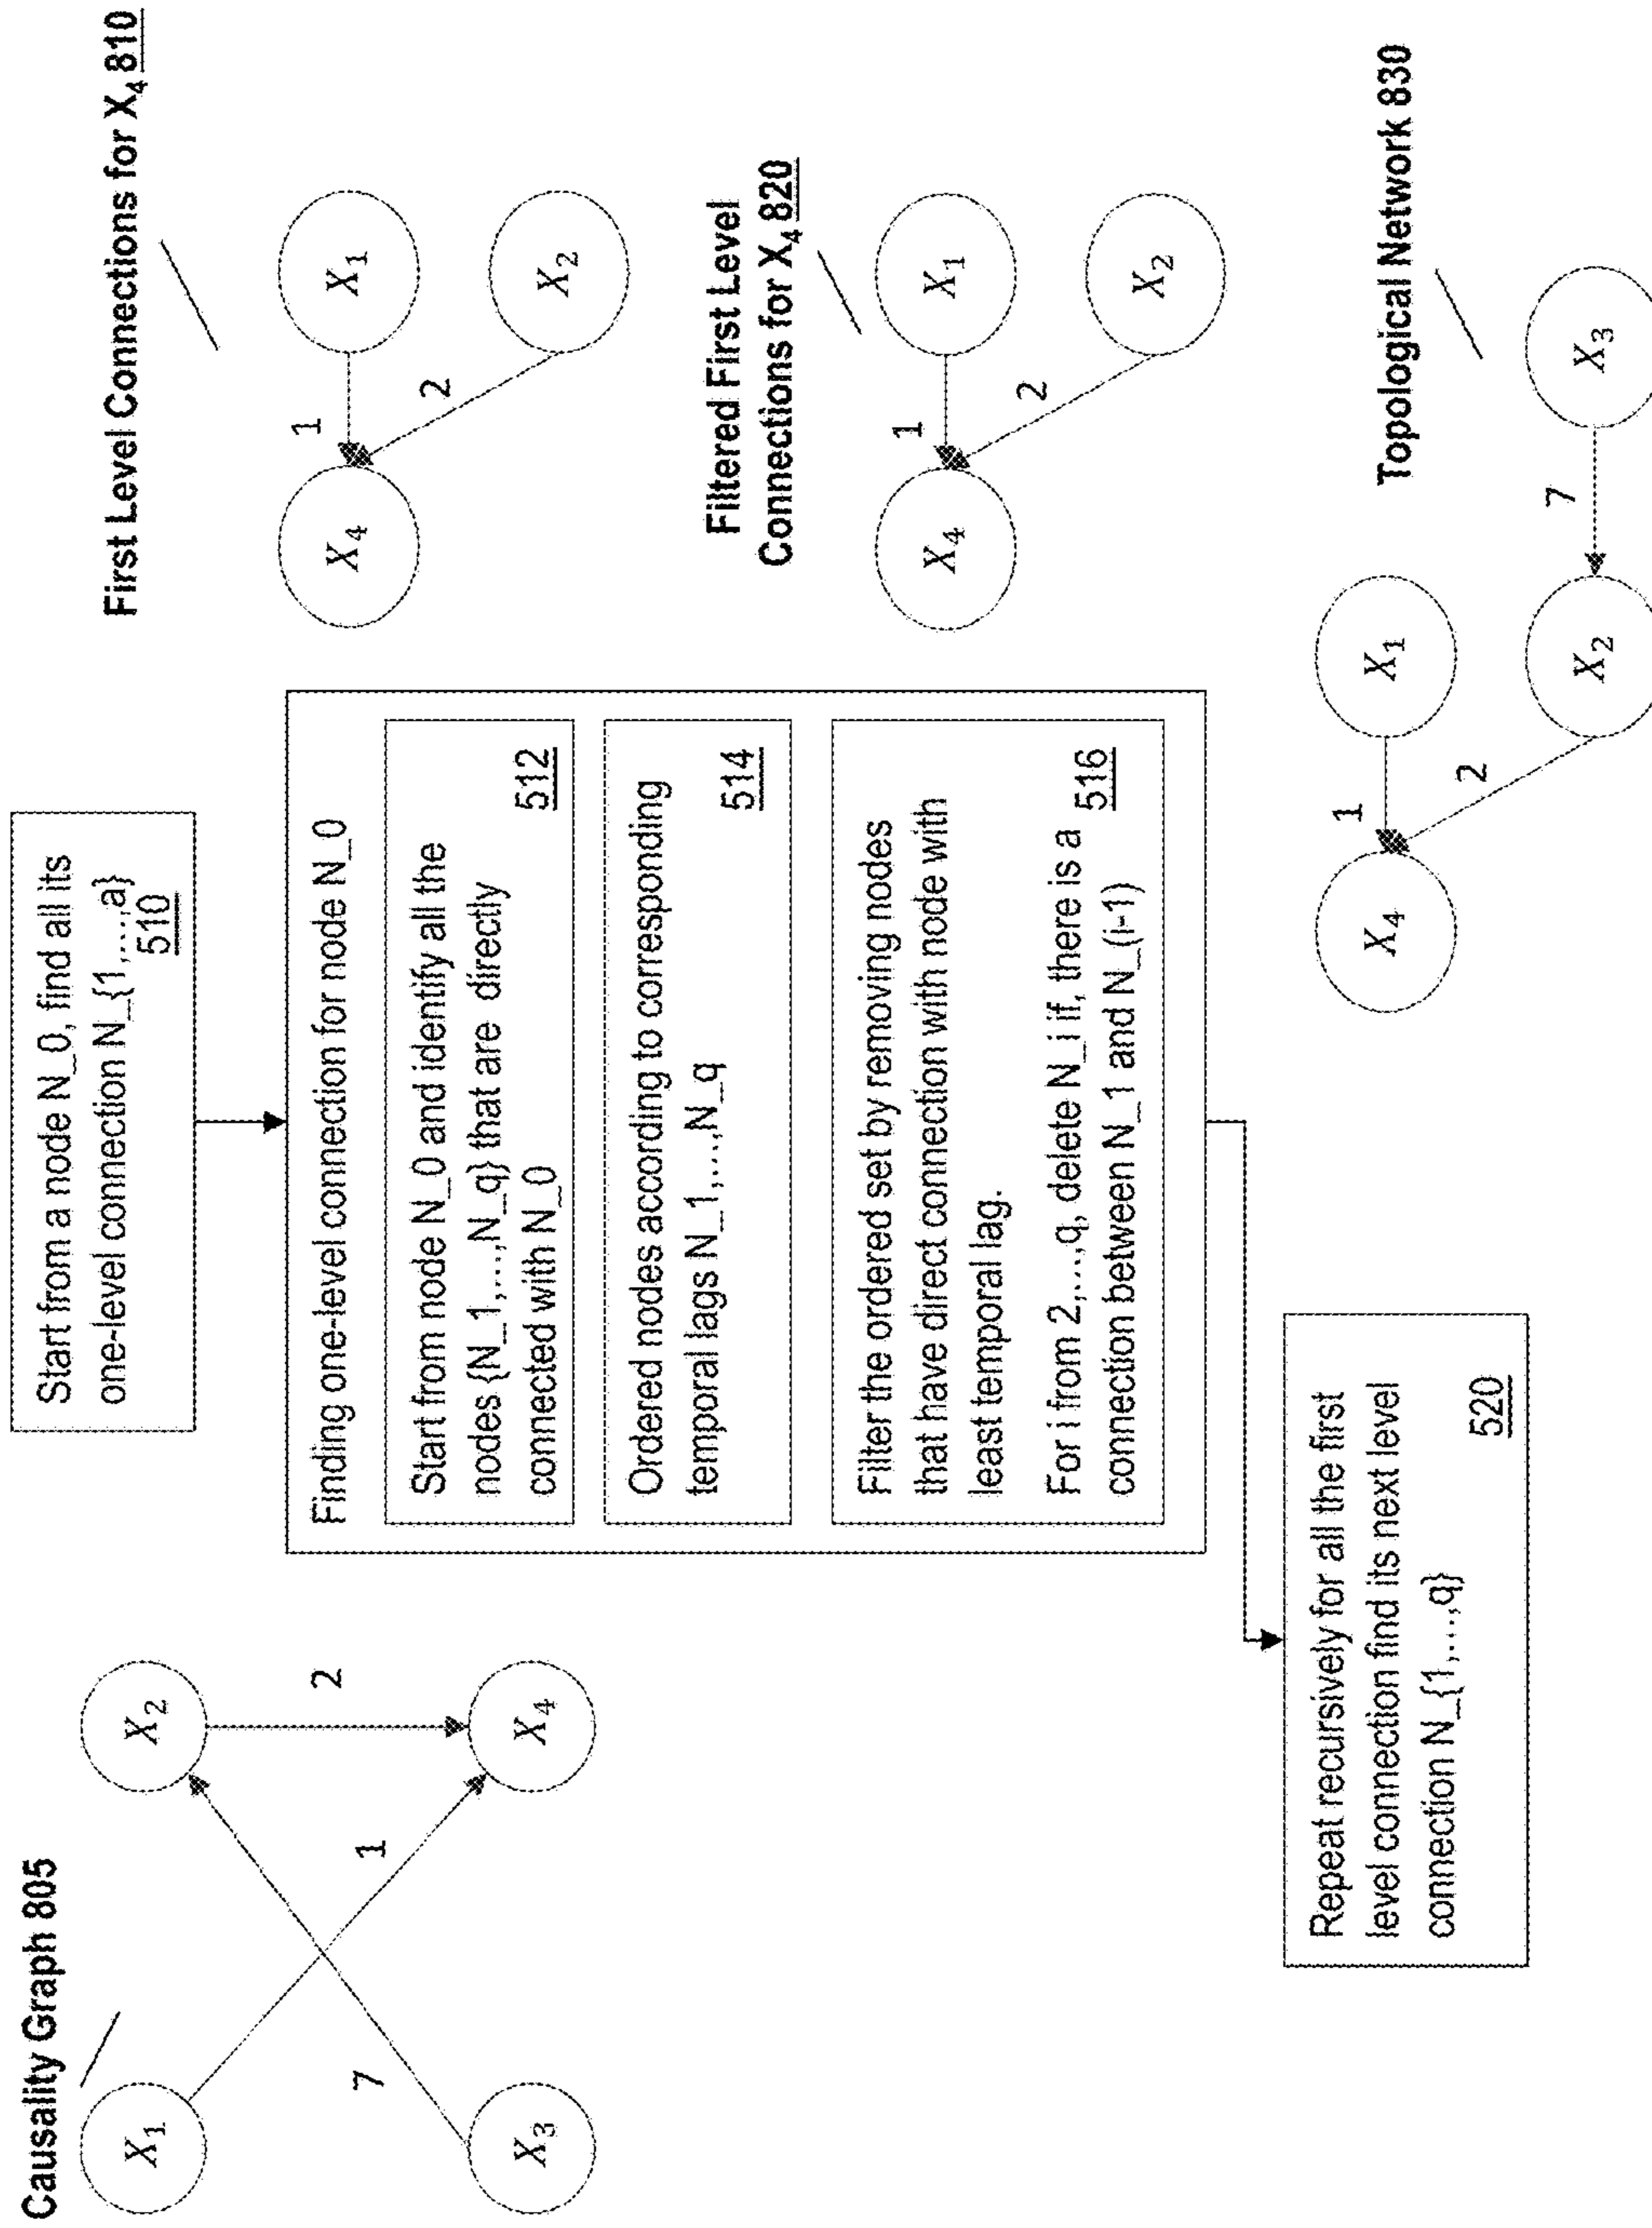 Causality Graph 805
X1
X2
X3
X4
1
2
7
Start from a node N_0, find all its
one-level connection N_{1,...,a}
510
Finding one-level connection for node N_0
Start from node N_0 and identify all the
nodes {N_1,...,N_q} that are directly
connected with N_0
512
Ordered nodes according to corresponding
temporal lags N_1,...,N_q
514
Filter the ordered set by removing nodes
that have direct connection with node with
least temporal lag.
For i from 2,...,q, delete N_i if, there is a
connection between N_1 and N_(i-1)
516
Repeat recursively for all the first
level connection find its next level
connection N_{1,...,q}
520
First Level Connections for X4 810
X4
X1
X2
1
2
Filtered First Level
Connections for X4 820
X4
X1
X2
1
2
Topological Network 830
X4
X1
X2
X3
1
2
7